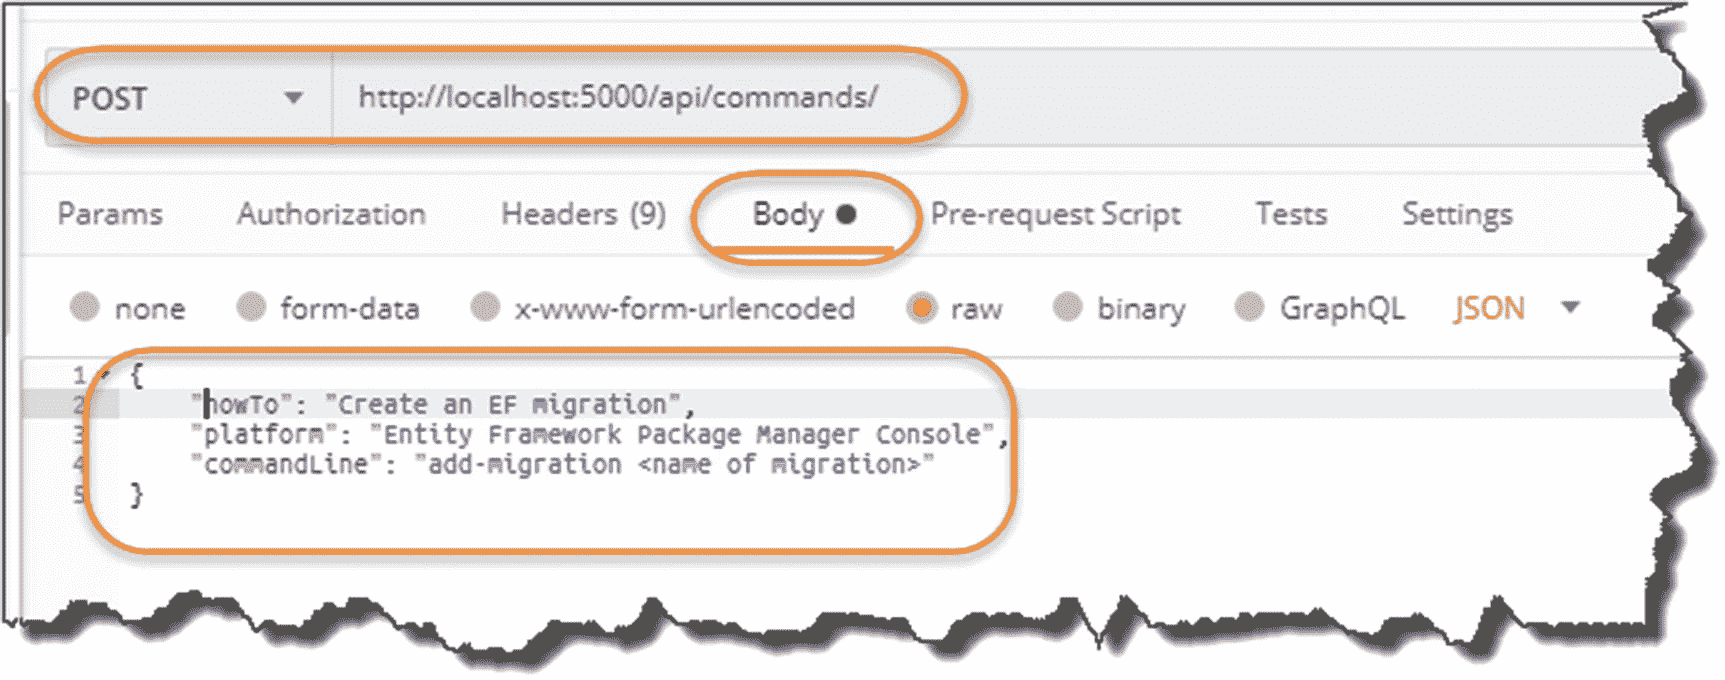 POST http://localhost:5000/api/commands/
Params Authorization Headers (9) Body Pre-request Script Tests Settings
none form-data x-www-form-urlencoded raw binary GraphQL JSON
1 {
2 "howTo": "Create an EF migration",
3 "platform": "Entity Framework Package Manager Console",
4 "commandLine": "add-migration <name of migration>"
5 }